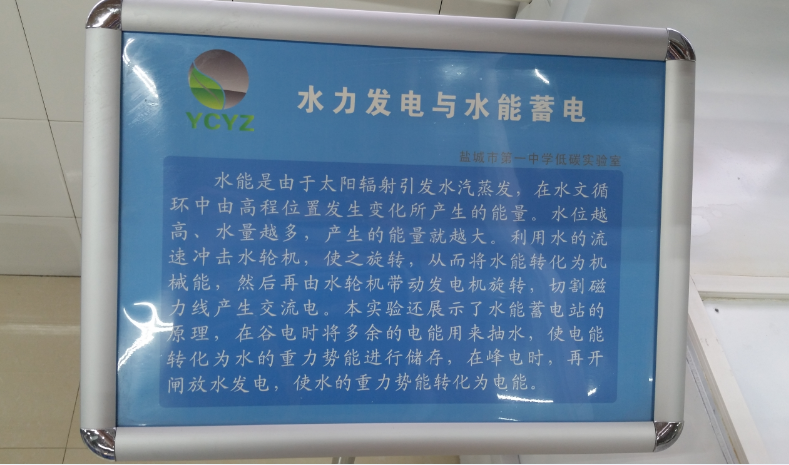 YCYZ
水力发电与水能蓄电
盐城市第一中学低碳实验室
水能是由于太阳辐射引发水汽蒸发，在水文循
环中由高程位置发生变化所产生的能量。水位越
高、水量越多，产生的能量就越大。利用水的流
速冲击水轮机，使之旋转，从而将水能转化为机
械能，然后再由水轮机带动发电机旋转，切割磁
力线产生交流电。本实验还展示了水能蓄电站的
原理，在谷电时将多余的电能用来抽水，使电能
转化为水的重力势能进行储存，在峰电时，再开
闸放水发电，使水的重力势能转化为电能。